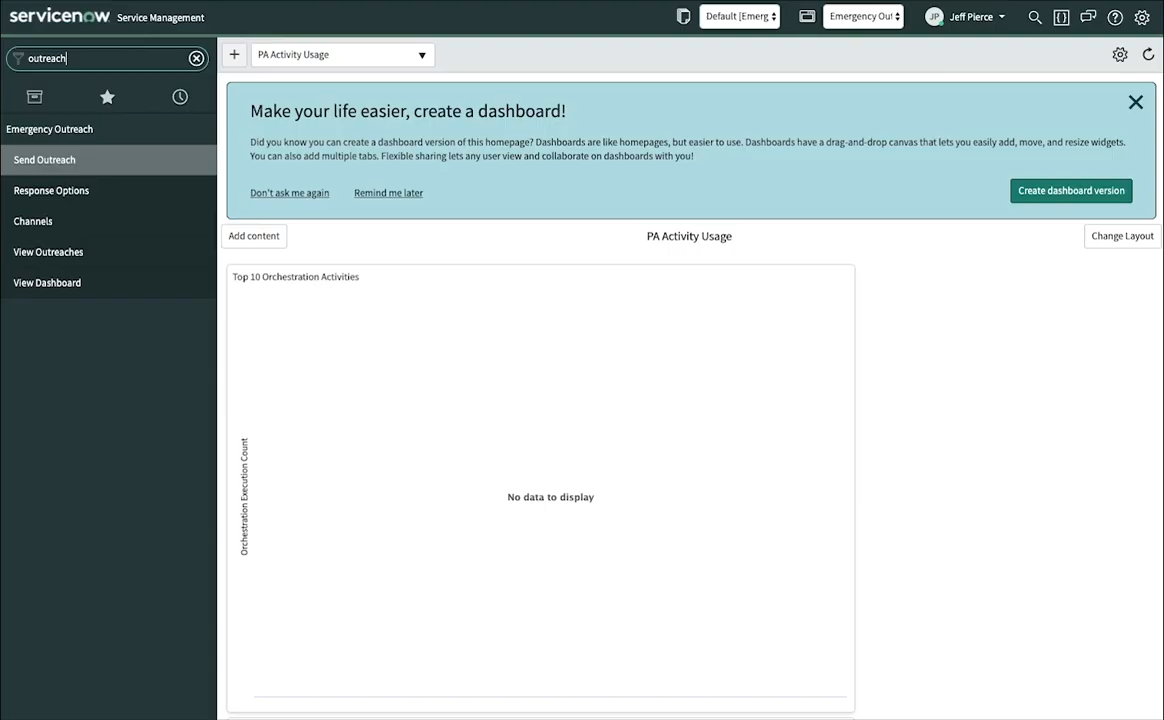 servicenow Service Management
Default [Emerg
Emergency Out
JP Jeff Pierce
outreach
PA Activity Usage
Emergency Outreach
Send Outreach
Response Options
Channels
View Outreaches
View Dashboard
Make your life easier, create a dashboard!
Did you know you can create a dashboard version of this homepage? Dashboards are like homepages, but easier to use. Dashboards have a drag-and-drop canvas that lets you easily add, move, and resize widgets.
You can also add multiple tabs. Flexible sharing lets any user view and collaborate on dashboards with you!
Don't ask me again
Remind me later
Create dashboard version
Add content
PA Activity Usage
Change Layout
Top 10 Orchestration Activities
Orchestration Execution Count
No data to display